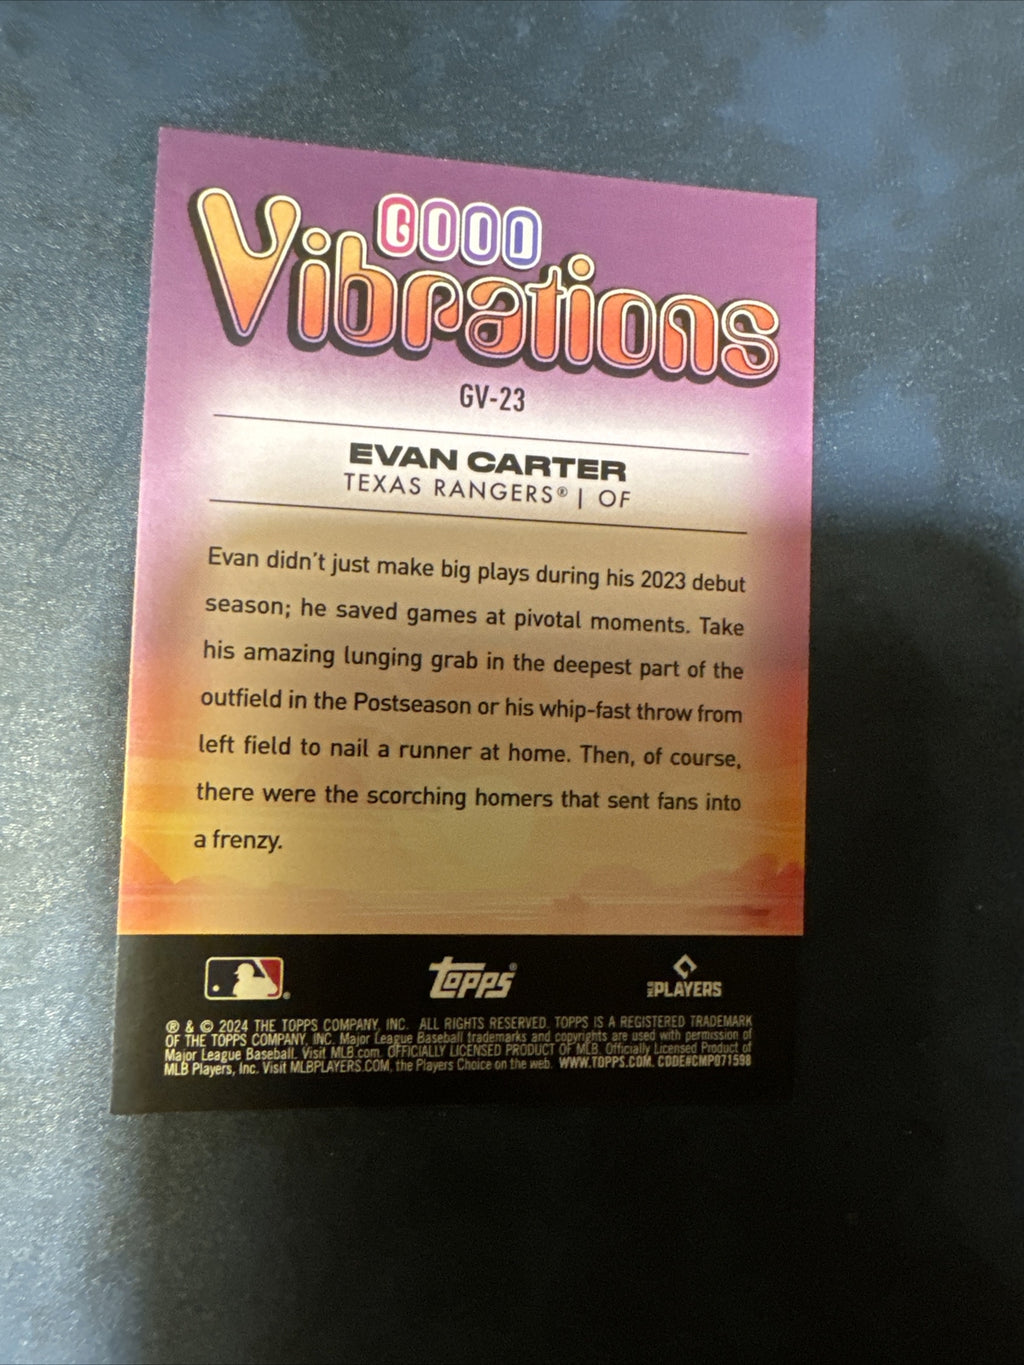 GOOD
Vibrations
GV-23
EVAN CARTER
TEXAS RANGERS® | OF
Evan didn't just make big plays during his 2023 debut
season; he saved games at pivotal moments. Take
his amazing lunging grab in the deepest part of the
outfield in the Postseason or his whip-fast throw from
left field to nail a runner at home. Then, of course,
there were the scorching homers that sent fans into
a frenzy.
® topps® MLB PLAYERS
® & © 2024 THE TOPPS COMPANY, INC. ALL RIGHTS RESERVED. TOPPS IS A REGISTERED TRADEMARK
OF THE TOPPS COMPANY, INC. Major League Baseball trademarks and copyrights are used with permission of
Major League Baseball. Visit MLB.com. OFFICIALLY LICENSED PRODUCT OF MLB. Officially Licensed Product of
MLB Players, Inc. Visit MLBPLAYERS.COM, the Players Choice on the web. WWW.TOPPS.COM. CODE#CMP071598